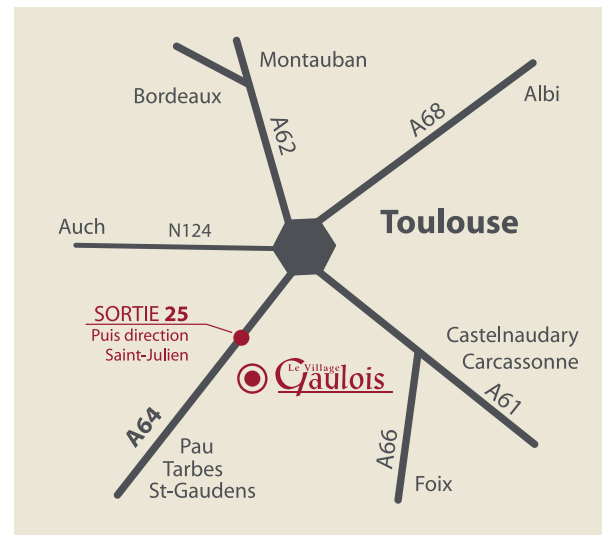 Montauban
Bordeaux
A62
A68
Albi
Auch
N124
Toulouse
SORTIE 25
Puis direction
Saint-Julien
Le Village
Gaulois
Castelnaudary
Carcassonne
A61
A64
A66
Pau
Tarbes
St-Gaudens
Foix